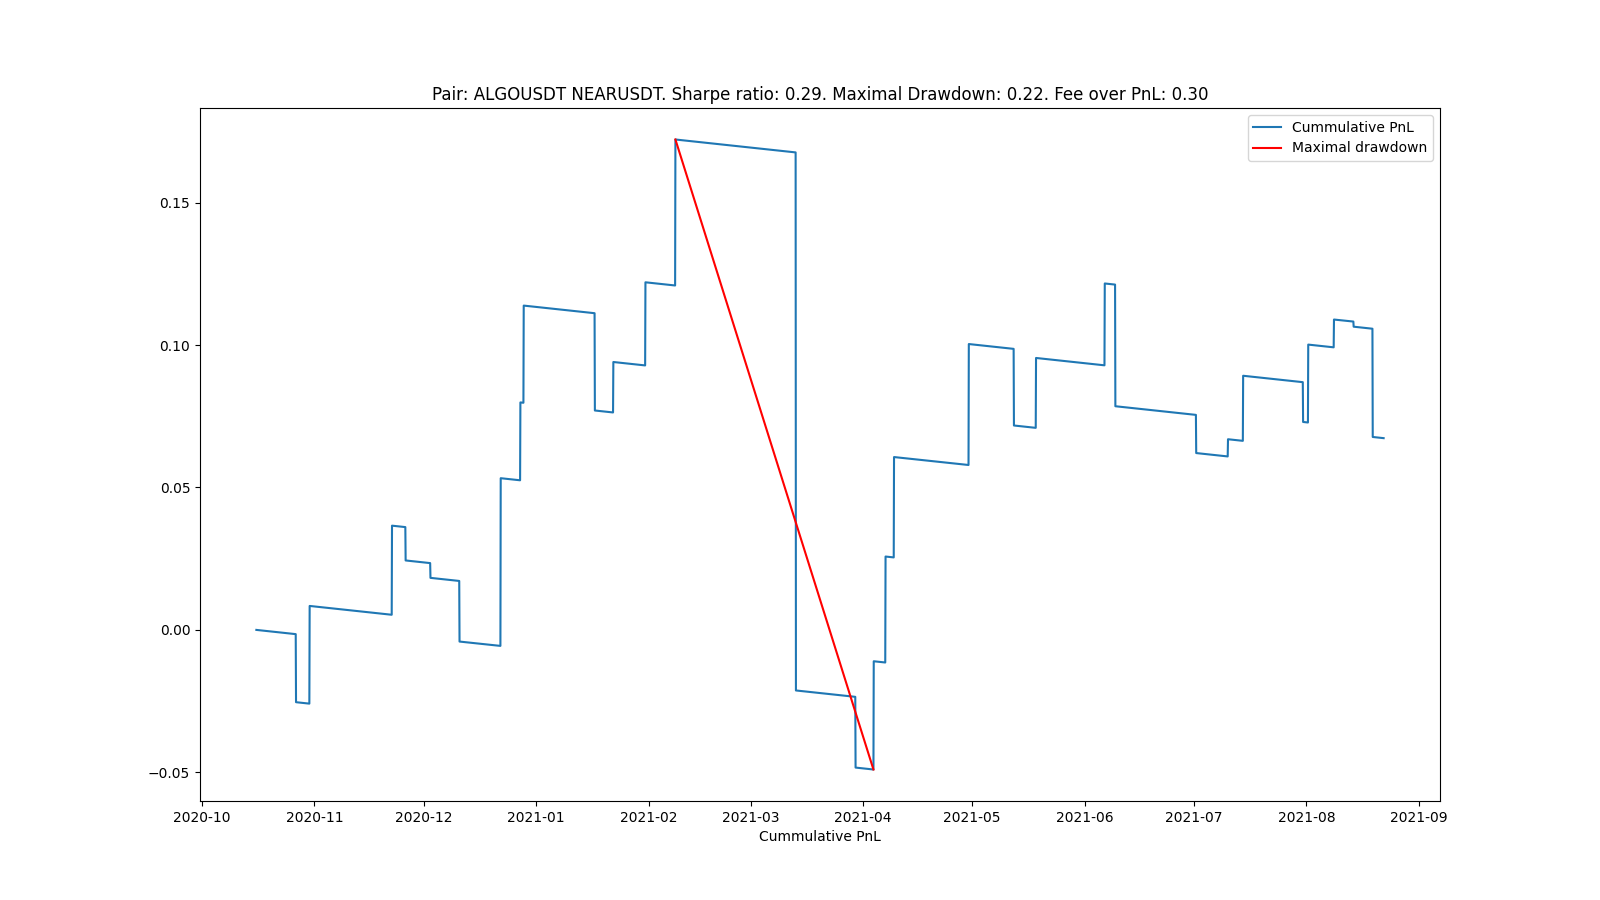 Pair: ALGOUSDT NEARUSDT. Sharpe ratio: 0.29. Maximal Drawdown: 0.22. Fee over PnL: 0.30
Cummulative PnL
Maximal drawdown
0.15
0.10
0.05
0.00
−0.05
2020-10 2020-11 2020-12 2021-01 2021-02 2021-03 2021-04 2021-05 2021-06 2021-07 2021-08 2021-09
Cummulative PnL